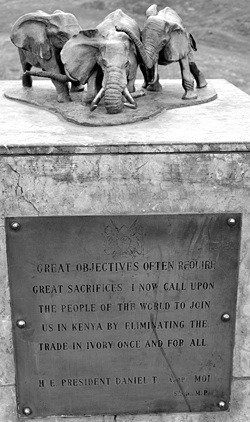 GREAT OBJECTIVES OFTEN REQUIRE
GREAT SACRIFICES. I NOW CALL UPON
THE PEOPLE OF THE WORLD TO JOIN
US IN KENYA BY ELIMINATING THE
TRADE IN IVORY ONCE AND FOR ALL
H.E. PRESIDENT DANIEL T MOI